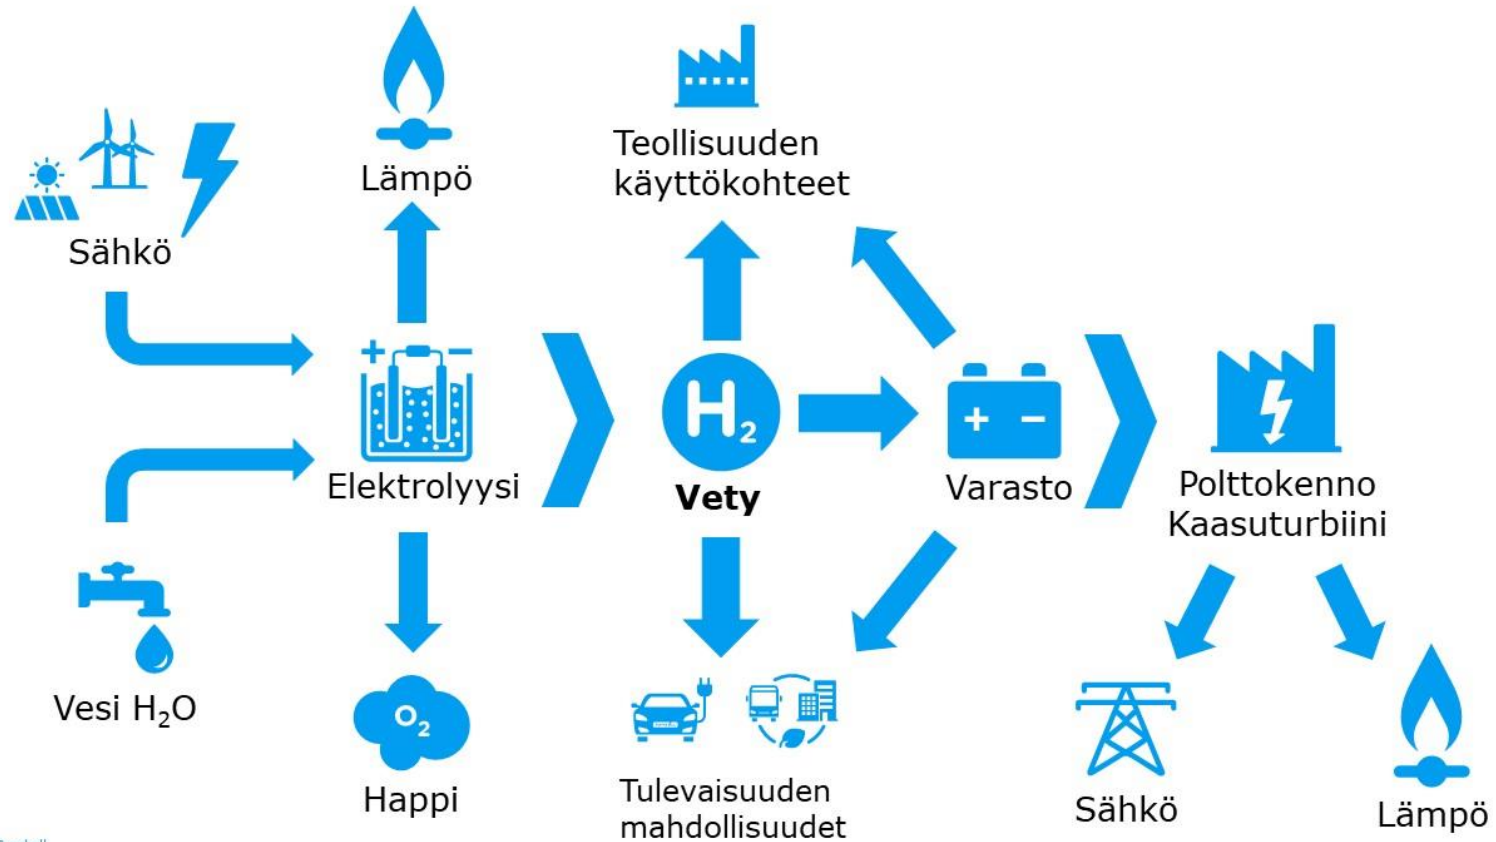 Sähkö
Lämpö
Teollisuuden
käyttökohteet
+ −
Elektrolyysi
H₂
Vety
+ −
Varasto
Polttokenno
Kaasuturbiini
Vesi H₂O
O₂
Happi
Tulevaisuuden
mahdollisuudet
Sähkö
Lämpö